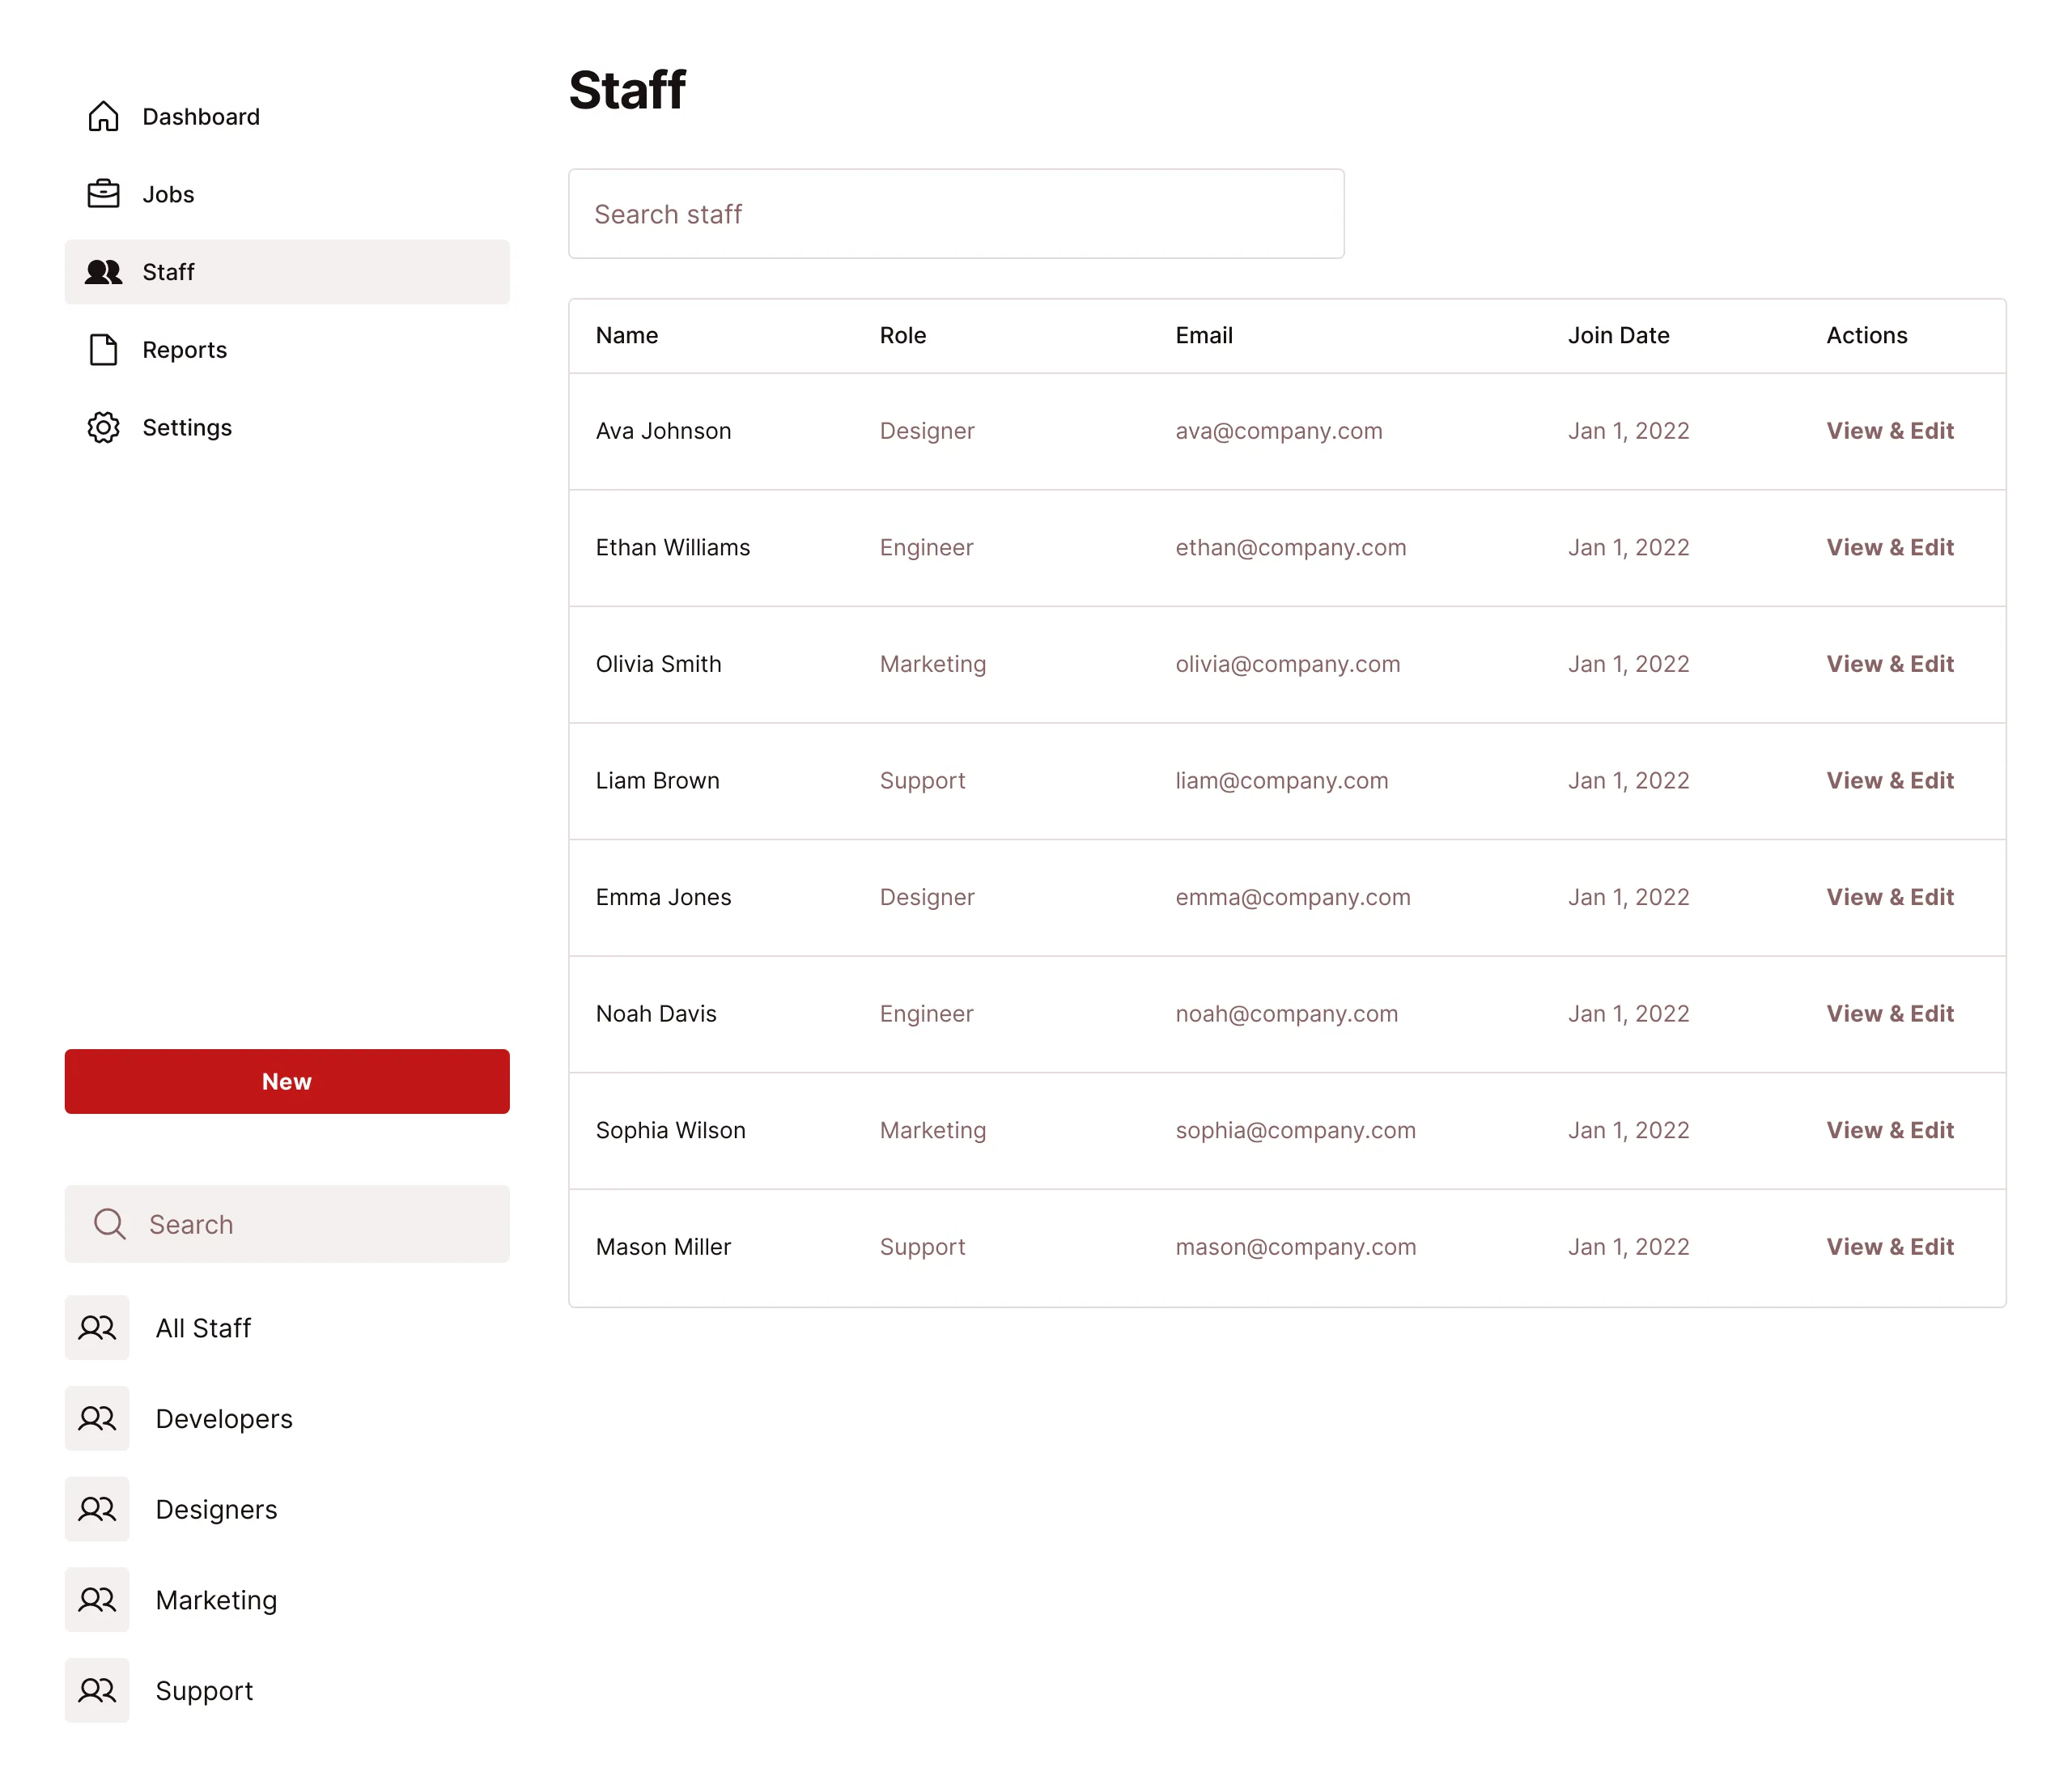 Dashboard
Jobs
Staff
Reports
Settings
New
Search
All Staff
Developers
Designers
Marketing
Support
Staff
Search staff
Name Role Email Join Date Actions
Ava Johnson Designer ava@company.com Jan 1, 2022 View & Edit
Ethan Williams Engineer ethan@company.com Jan 1, 2022 View & Edit
Olivia Smith Marketing olivia@company.com Jan 1, 2022 View & Edit
Liam Brown Support liam@company.com Jan 1, 2022 View & Edit
Emma Jones Designer emma@company.com Jan 1, 2022 View & Edit
Noah Davis Engineer noah@company.com Jan 1, 2022 View & Edit
Sophia Wilson Marketing sophia@company.com Jan 1, 2022 View & Edit
Mason Miller Support mason@company.com Jan 1, 2022 View & Edit